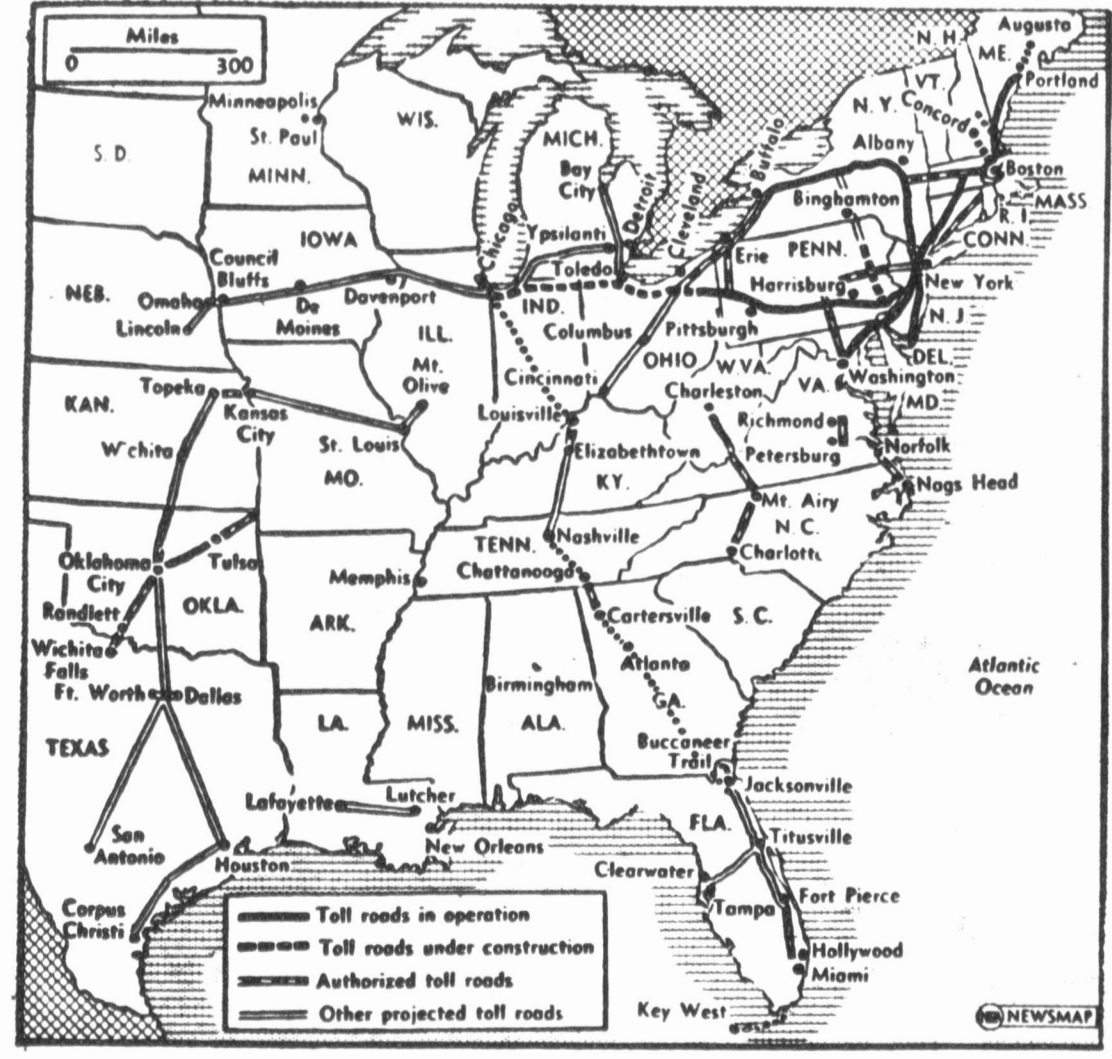 Miles
0 300
Augusta
N. H.
ME.
Portland
VT.
N. Y.
Concord
Minneapolis
St. Paul
WIS.
MICH.
Buffalo
Albany
S. D.
MINN.
Bay
City
Detroit
Cleveland
Boston
Binghamton
R. I
MASS
IOWA
Chicago
Ypsilanti
CONN.
Council
Bluffs
Toledo
Erie
PENN.
NEB.
Omaha
De
Moines
Davenport
IND.
Harrisburg
New York
Lincoln
ILL.
Columbus
Pittsburgh
N. J
Mt.
Olive
OHIO
W.VA.
DEL.
Topeka
Cincinnati
Charleston
VA.
Washington
KAN.
Kansas
City
Louisville
MD.
Richmond
W'chita
St. Louis
Elizabethtown
Petersburg
Norfolk
MO.
KY.
Nags Head
Mt. Airy
N. C.
TENN.
Nashville
Oklahoma
City
Tulsa
Memphis
Chattanooga
Charlotte
Randlett
OKLA.
ARK.
Cartersville
S. C.
Wichita
Falls
Atlanta
Atlantic
Ocean
Ft. Worth
Dallas
Birmingham
GA.
TEXAS
LA.
MISS.
ALA.
Buccaneer
Trail
Jacksonville
Lafayette
Lutcher
FLA.
San
Antonio
Houston
New Orleans
Titusville
Clearwater
Corpus
Christi
Tampa
Fort Pierce
Toll roads in operation
Toll roads under construction
Hollywood
Authorized toll roads
Miami
Other projected toll roads
Key West
NEWSMAP